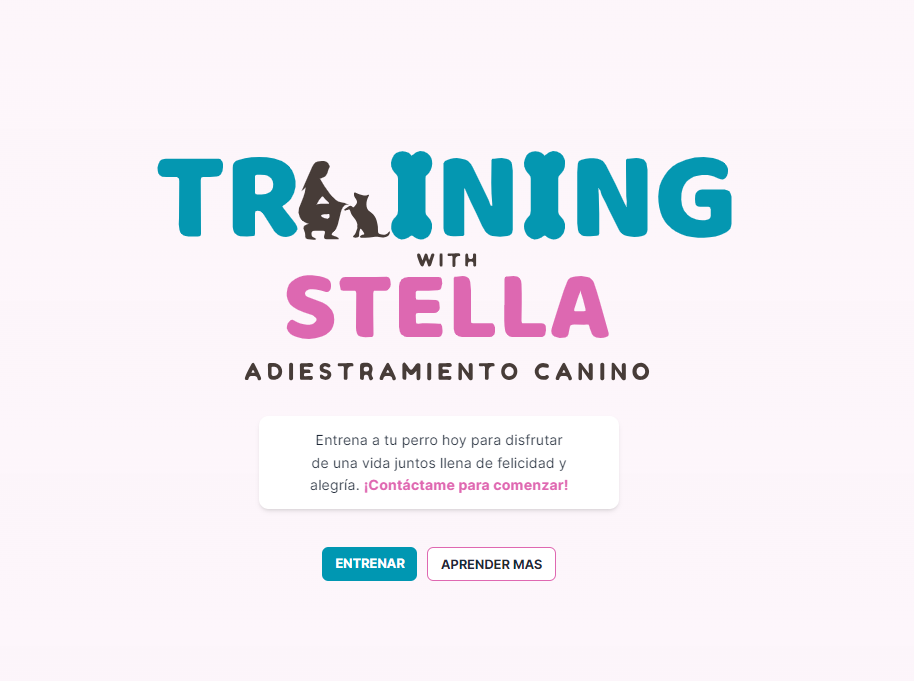 TRAINING
WITH
STELLA
ADIESTRAMIENTO CANINO
Entrena a tu perro hoy para disfrutar
de una vida juntos llena de felicidad y
alegría. ¡Contáctame para comenzar!
ENTRENAR
APRENDER MAS